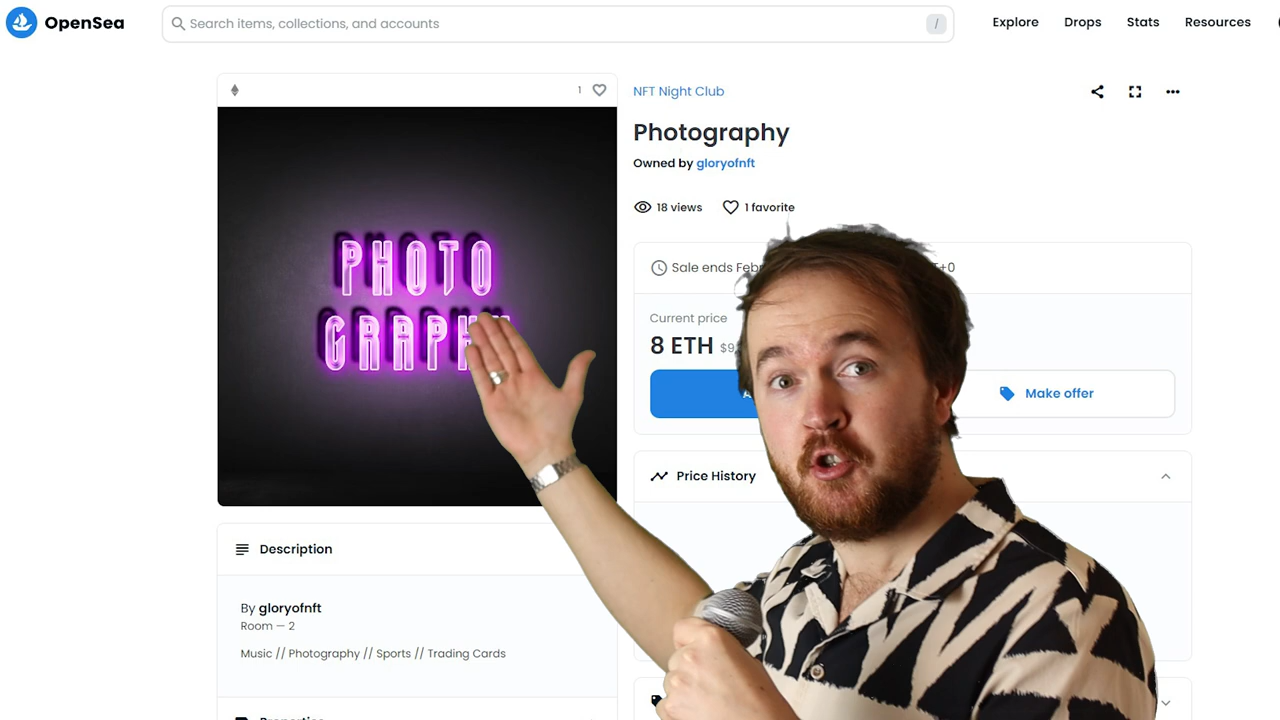 OpenSea
Search items, collections, and accounts
/
Explore
Drops
Stats
Resources
1
NFT Night Club
Photography
Owned by gloryofnft
18 views
1 favorite
PHOTO
GRAPH
Sale ends
+0
Current price
8 ETH
Make offer
Price History
Description
By gloryofnft
Room — 2
Music // Photography // Sports // Trading Cards